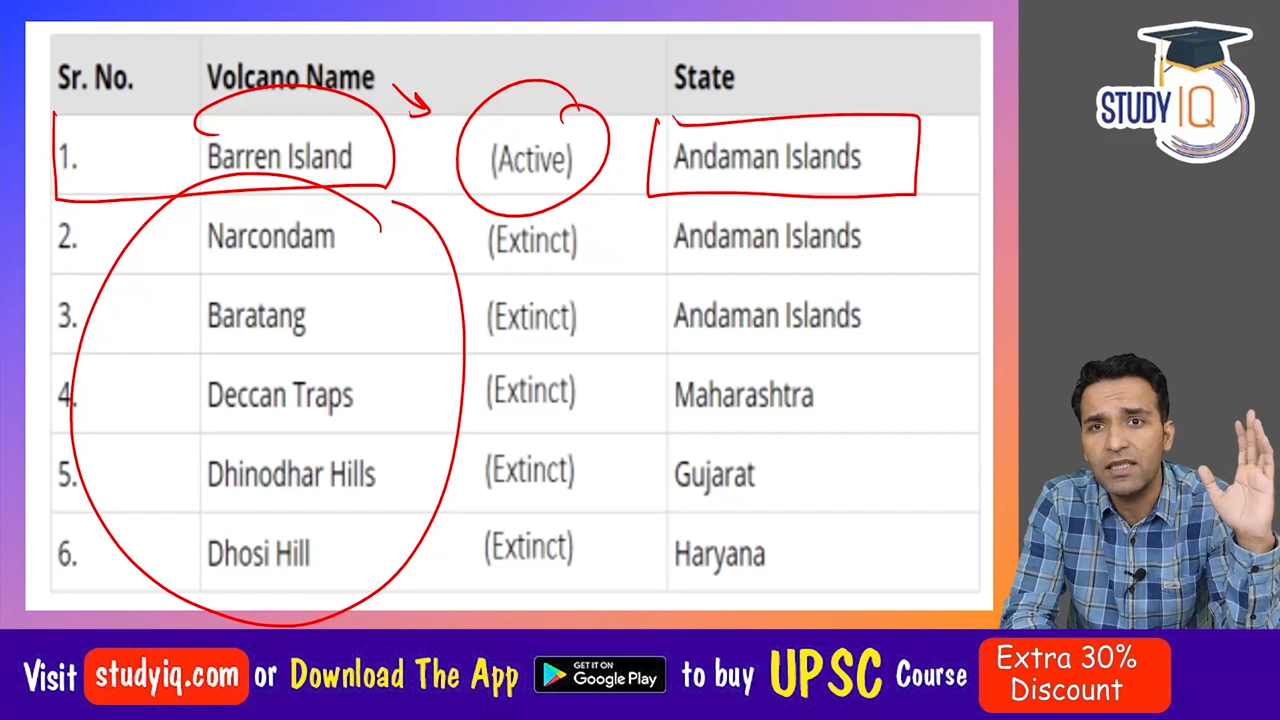 Sr. No. Volcano Name State
1. Barren Island (Active) Andaman Islands
2. Narcondam (Extinct) Andaman Islands
3. Baratang (Extinct) Andaman Islands
4. Deccan Traps (Extinct) Maharashtra
5. Dhinodhar Hills (Extinct) Gujarat
6. Dhosi Hill (Extinct) Haryana
STUDY IQ
Visit studyiq.com or Download The App GET IT ON Google Play to buy UPSC Course
Extra 30%
Discount